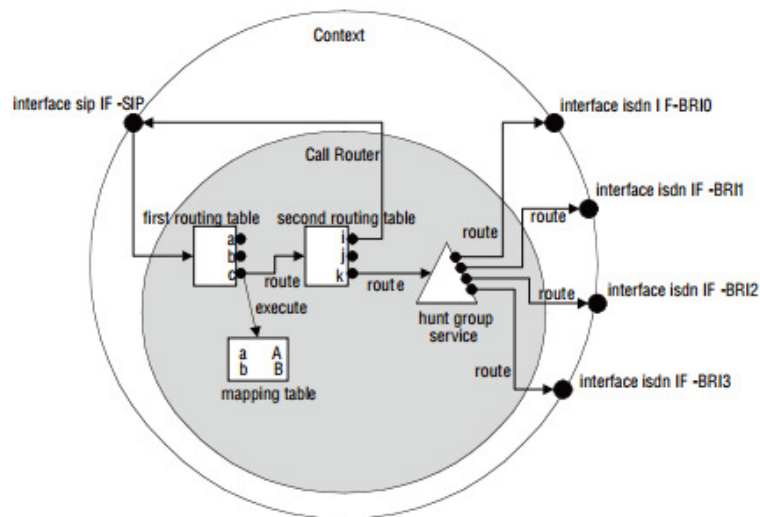 Context
interface sip IF -SIP
interface isdn I F-BRI0
Call Router
interface isdn IF -BRI1
route
first routing table
second routing table
a
b
c
i
j
k
route
route
route
execute
route
interface isdn IF -BRI2
hunt group
service
a A
b B
mapping table
route
interface isdn IF -BRI3